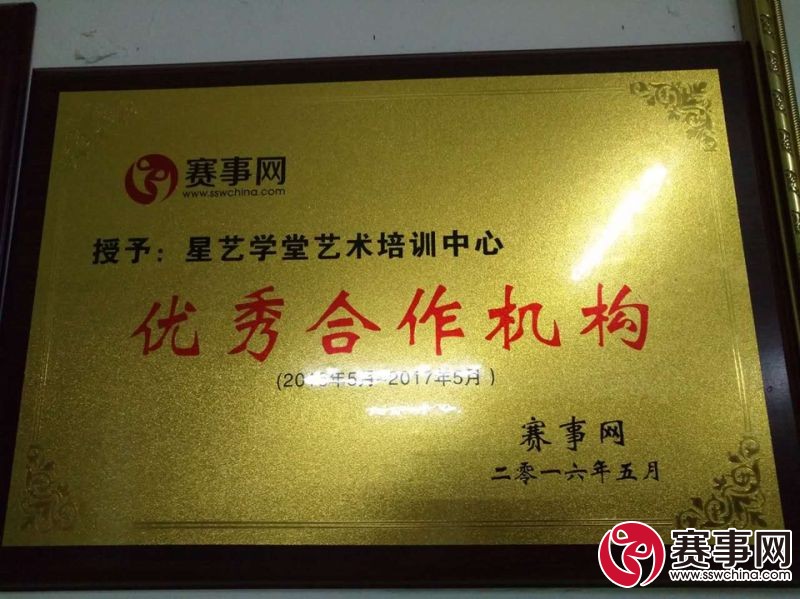 赛事网
www.sswchina.com
授予：星艺学堂艺术培训中心
优秀合作机构
(20 年5月-2017年5月)
赛事网
二零一六年五月
赛事网
www.sswchina.com